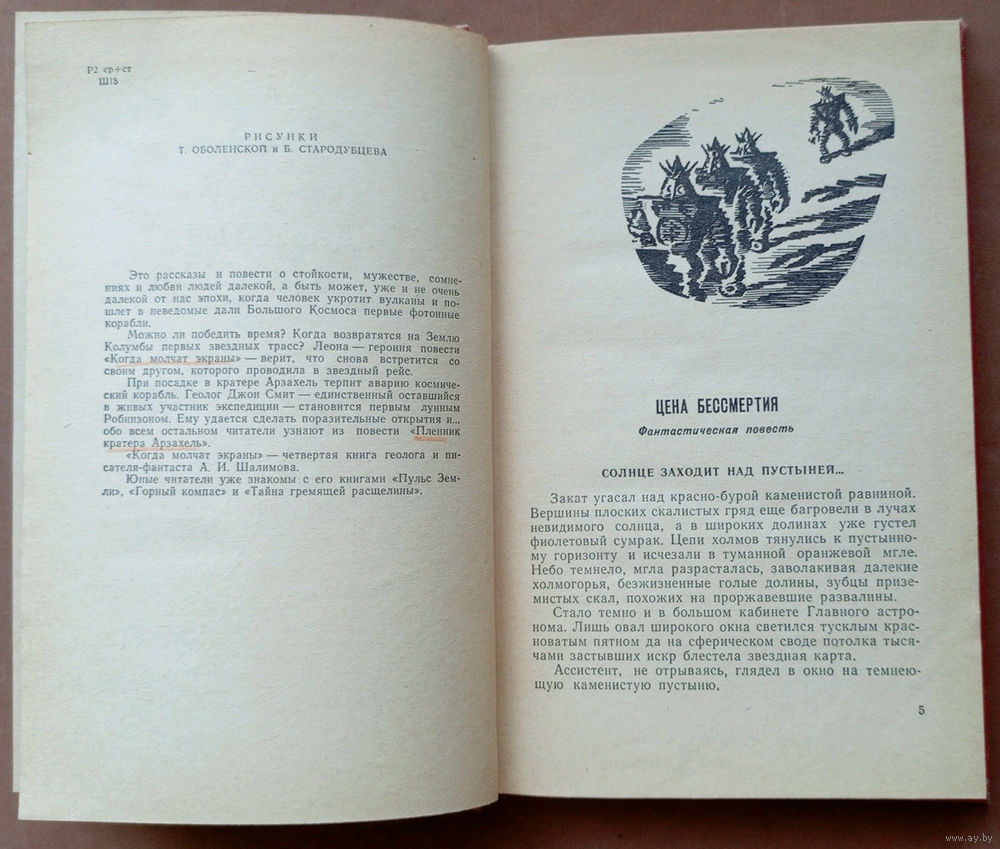 Р2 ср+ст
Ш18
РИСУНКИ
Т. ОБОЛЕНСКОЙ и Б. СТАРОДУБЦЕВА
Это рассказы и повести о стойкости, мужестве, сомне-
ниях и любви людей далекой, а быть может, уже и не очень
далекой от нас эпохи, когда человек укротит вулканы и по-
шлет в неведомые дали Большого Космоса первые фотонные
корабли.
Можно ли победить время? Когда возвратятся на Землю
Колумбы первых звездных трасс? Леона — героиня повести
«Когда молчат экраны» — верит, что снова встретится со
своим другом, которого проводила в звездный рейс.
При посадке в кратере Арзахель терпит аварию косми-
ческий корабль. Геолог Джон Смит — единственный оставшийся
в живых участник экспедиции — становится первым лунным
Робинзоном. Ему удается сделать поразительные открытия и...
обо всем остальном читатели узнают из повести «Пленник
кратера Арзахель».
«Когда молчат экраны» — четвертая книга геолога и пи-
сателя-фантаста А. И. Шалимова.
Юные читатели уже знакомы с его книгами «Пульс Зем-
ли», «Горный компас» и «Тайна гремящей расщелины».
ЦЕНА БЕССМЕРТИЯ
Фантастическая повесть
СОЛНЦЕ ЗАХОДИТ НАД ПУСТЫНЕЙ...
Закат угасал над красно-бурой каменистой равниной.
Вершины плоских скалистых гряд еще багровели в лучах
невидимого солнца, а в широких долинах уже густел
фиолетовый сумрак. Цепи холмов тянулись к пустынно-
му горизонту и исчезали в туманной оранжевой мгле.
Небо темнело, мгла разрасталась, заволакивая далекие
холмогорья, безжизненные голые долины, зубцы призе-
мистых скал, похожих на проржавевшие развалины.
Стало темно и в большом кабинете Главного астро-
нома. Лишь овал широкого окна светился тусклым крас-
новатым пятном да на сферическом своде потолка тыся-
чами застывших искр блестела звездная карта.
Ассистент, не отрываясь, глядел в окно на темнею-
щую каменистую пустыню.
5
www.ay.by